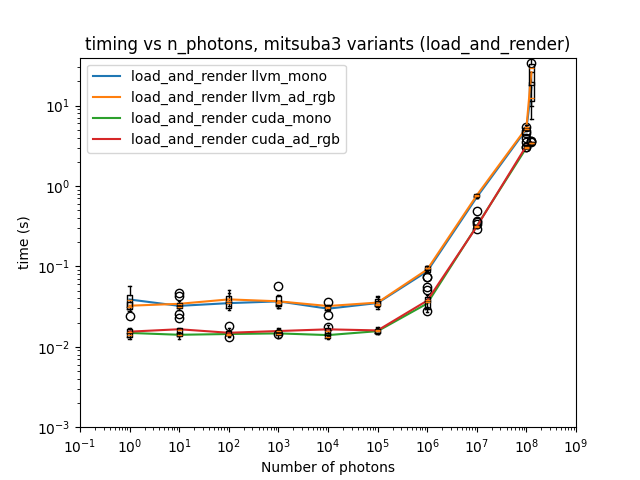 timing vs n_photons, mitsuba3 variants (load_and_render)
load_and_render llvm_mono
load_and_render llvm_ad_rgb
load_and_render cuda_mono
load_and_render cuda_ad_rgb
time (s)
10¹
10⁰
10⁻¹
10⁻²
10⁻³
10⁻¹ 10⁰ 10¹ 10² 10³ 10⁴ 10⁵ 10⁶ 10⁷ 10⁸ 10⁹
Number of photons